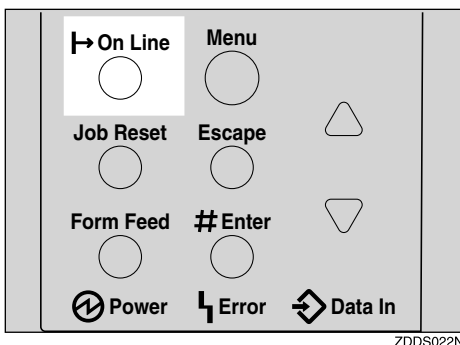 On Line Menu
Job Reset Escape
Form Feed # Enter
Power Error Data In
ZDDS022N